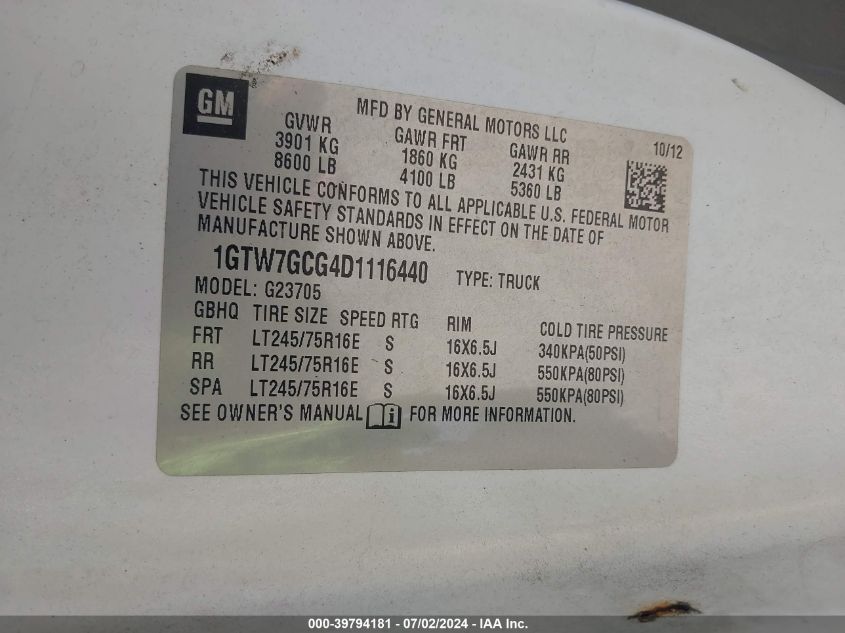 GM
MFD BY GENERAL MOTORS LLC
GVWR GAWR FRT GAWR RR 10/12
3901 KG 1860 KG 2431 KG
8600 LB 4100 LB 5360 LB
THIS VEHICLE CONFORMS TO ALL APPLICABLE U.S. FEDERAL MOTOR
VEHICLE SAFETY STANDARDS IN EFFECT ON THE DATE OF
MANUFACTURE SHOWN ABOVE.
1GTW7GCG4D1116440 TYPE: TRUCK
MODEL: G23705
GBHQ TIRE SIZE SPEED RTG RIM COLD TIRE PRESSURE
FRT LT245/75R16E S 16X6.5J 340KPA(50PSI)
RR LT245/75R16E S 16X6.5J 550KPA(80PSI)
SPA LT245/75R16E S 16X6.5J 550KPA(80PSI)
SEE OWNER'S MANUAL i FOR MORE INFORMATION.
000-39794181 - 07/02/2024 - IAA Inc.